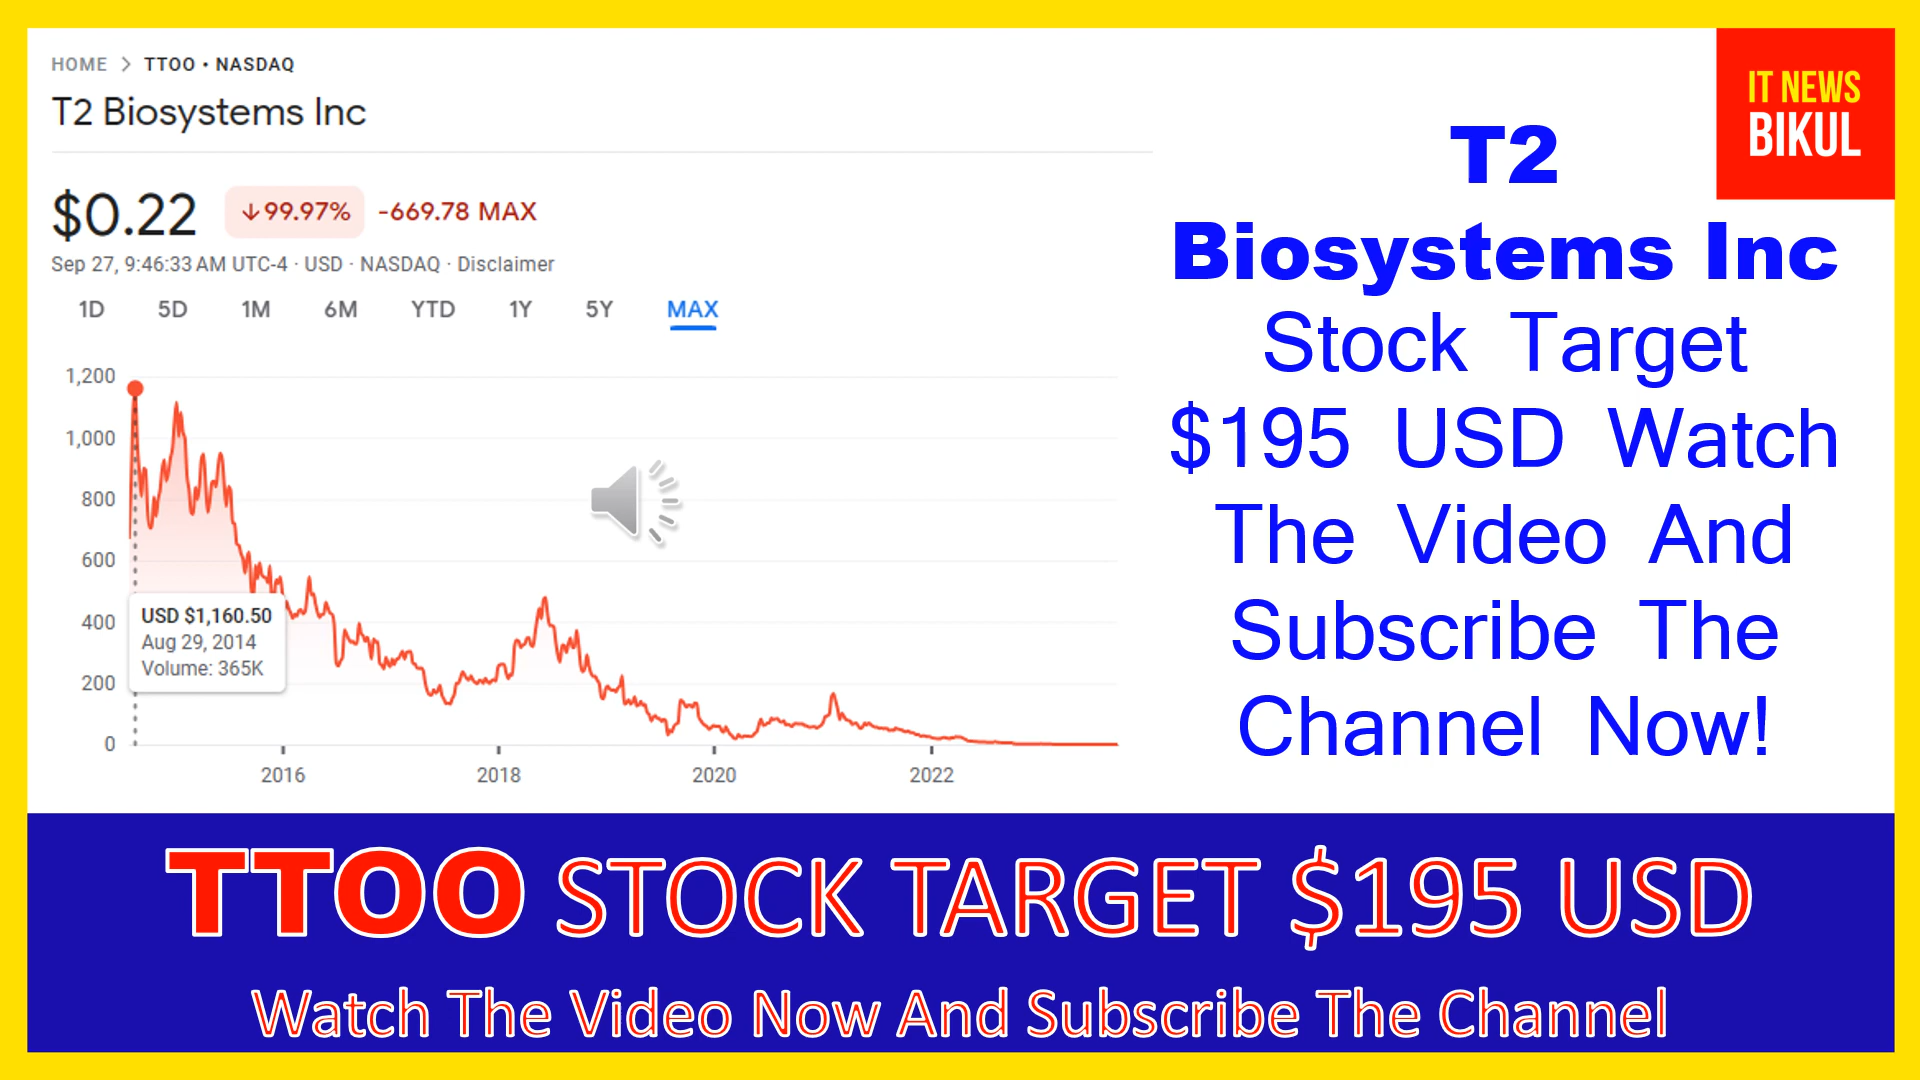 HOME > TTOO • NASDAQ
T2 Biosystems Inc
$0.22 ↓99.97% -669.78 MAX
Sep 27, 9:46:33 AM UTC-4 · USD · NASDAQ · Disclaimer
1D 5D 1M 6M YTD 1Y 5Y MAX
1,200
1,000
800
600
400
200
0
USD $1,160.50
Aug 29, 2014
Volume: 365K
2016 2018 2020 2022
IT NEWS
BIKUL
T2
Biosystems Inc
Stock Target
$195 USD Watch
The Video And
Subscribe The
Channel Now!
TTOO STOCK TARGET $195 USD
Watch The Video Now And Subscribe The Channel